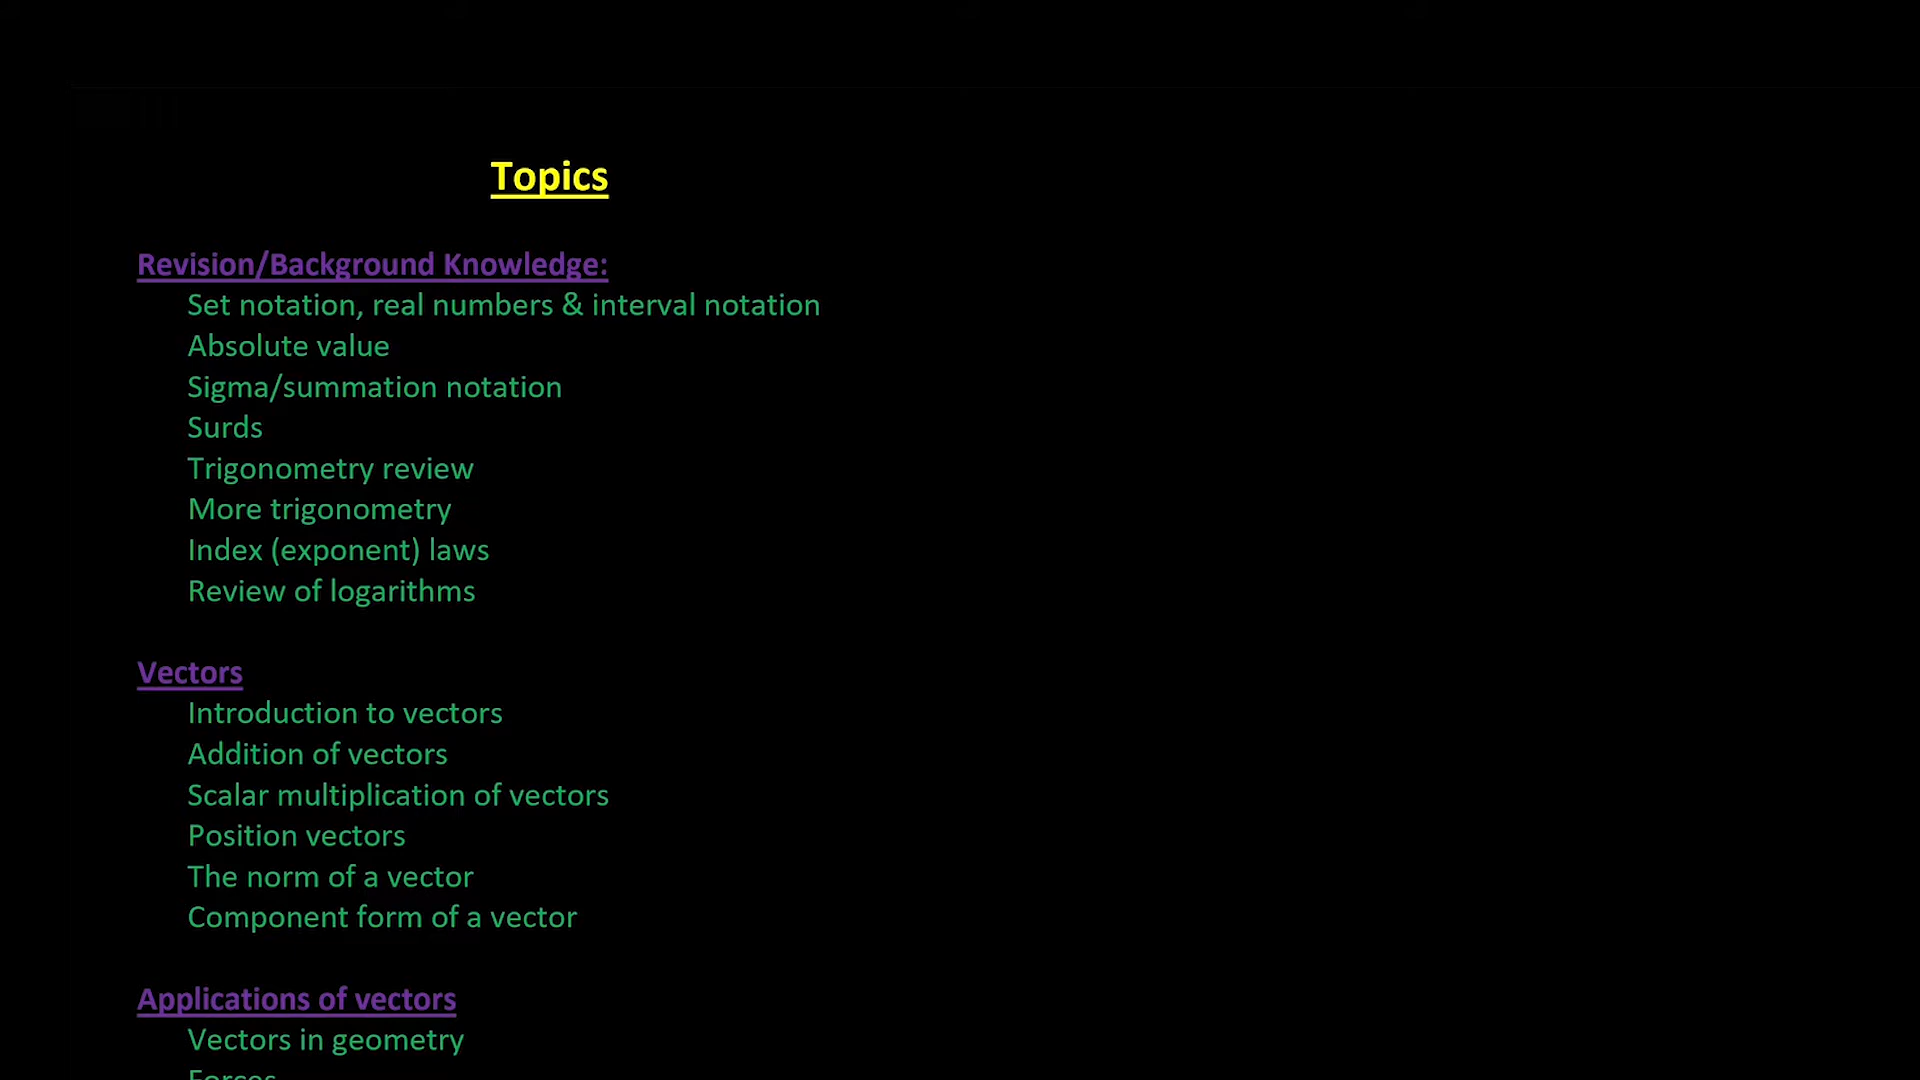 Topics
Revision/Background Knowledge:
Set notation, real numbers & interval notation
Absolute value
Sigma/summation notation
Surds
Trigonometry review
More trigonometry
Index (exponent) laws
Review of logarithms
Vectors
Introduction to vectors
Addition of vectors
Scalar multiplication of vectors
Position vectors
The norm of a vector
Component form of a vector
Applications of vectors
Vectors in geometry
Forces